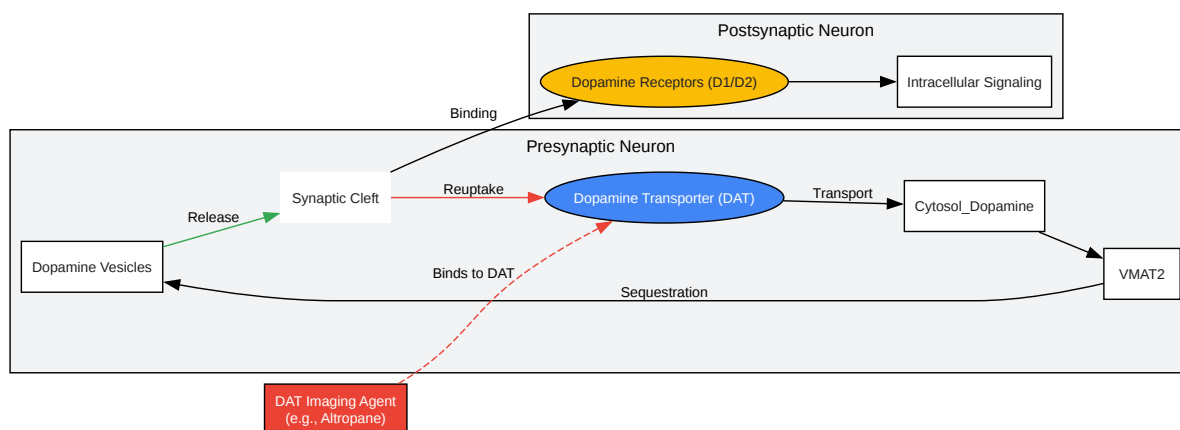 Postsynaptic Neuron
Dopamine Receptors (D1/D2)
Intracellular Signaling
Binding
Presynaptic Neuron
Synaptic Cleft
Reuptake
Dopamine Transporter (DAT)
Transport
Cytosol_Dopamine
Release
Dopamine Vesicles
Binds to DAT
VMAT2
Sequestration
DAT Imaging Agent
(e.g., Altropane)